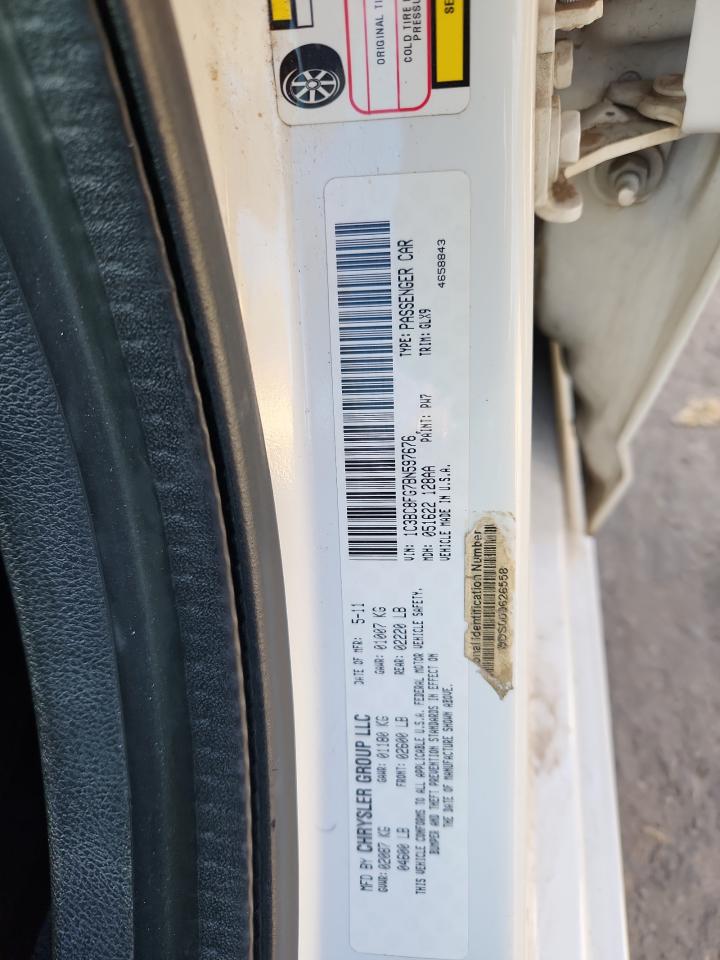 ORIGINAL TI
COLD TIRE
PRESSU
SE
MFD BY CHRYSLER GROUP LLC DATE OF MFR: 5-11
GVWR: 02087 KG GAWR: 01180 KG GAWR: 01007 KG
04600 LB FRONT: 02600 LB REAR: 02220 LB
THIS VEHICLE CONFORMS TO ALL APPLICABLE U.S.A. FEDERAL MOTOR VEHICLE SAFETY,
BUMPER AND THEFT PREVENTION STANDARDS IN EFFECT ON
THE DATE OF MANUFACTURE SHOWN ABOVE.
VIN: 1C3BC8FG7BN597676 TYPE: PASSENGER CAR
MDH: 051622 128AA PAINT: PW7 TRIM: GLX9
VEHICLE MADE IN U.S.A. 4658843
nal Identification Number